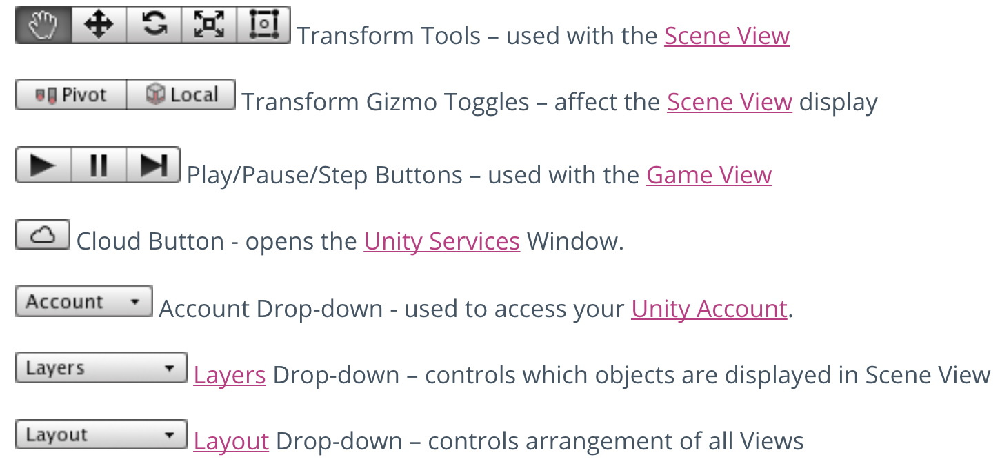 Transform Tools – used with the Scene View
Pivot Local Transform Gizmo Toggles – affect the Scene View display
Play/Pause/Step Buttons – used with the Game View
Cloud Button - opens the Unity Services Window.
Account Account Drop-down - used to access your Unity Account.
Layers Layers Drop-down – controls which objects are displayed in Scene View
Layout Layout Drop-down – controls arrangement of all Views